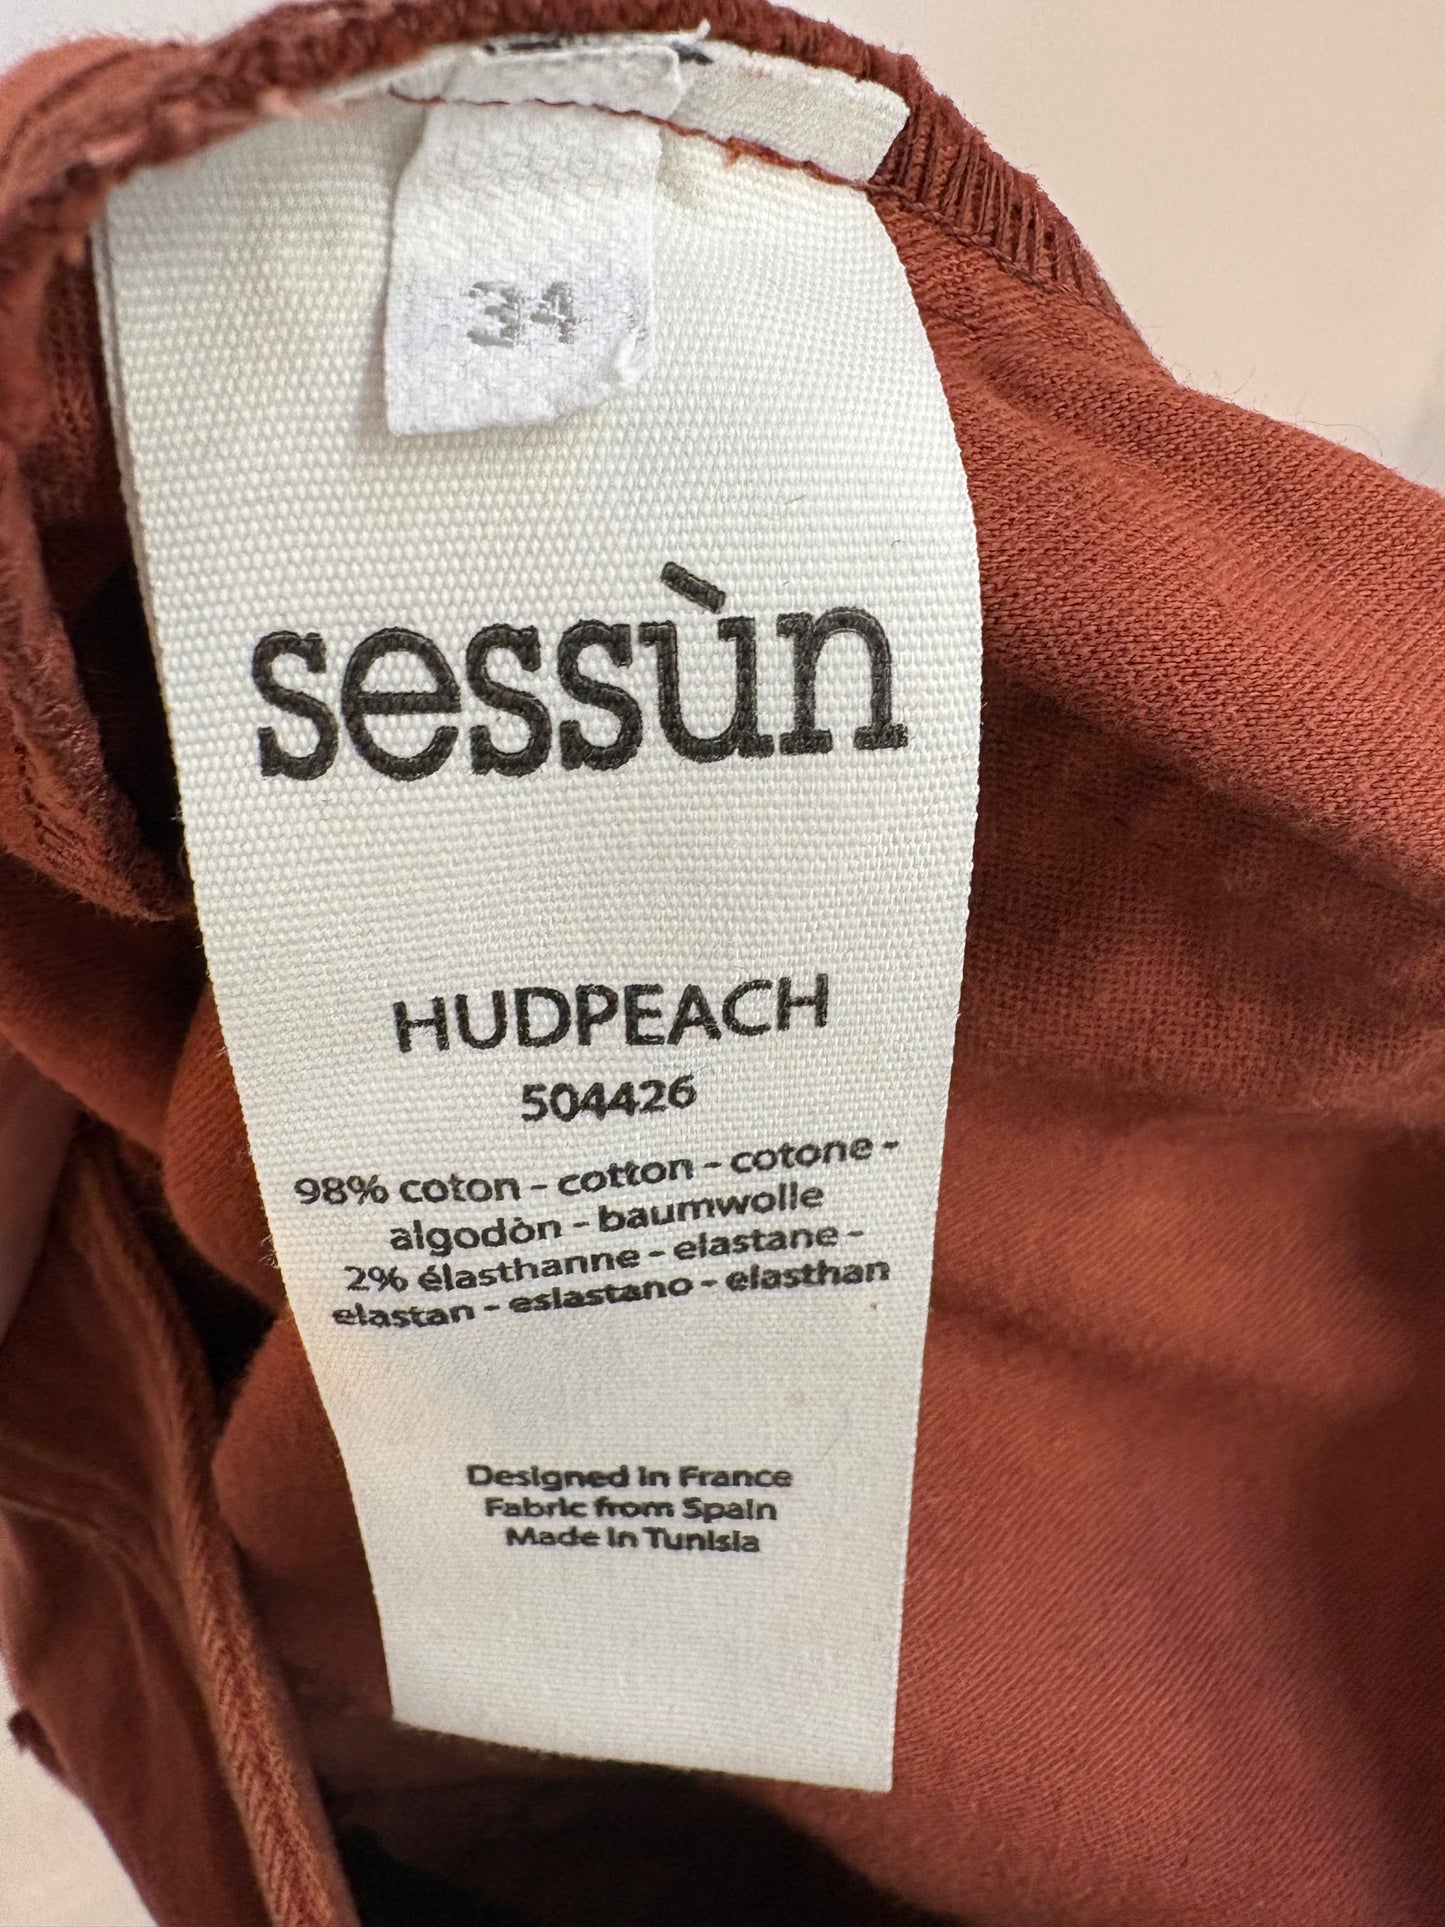 34
sessùn
HUDPEACH
504426
98% coton - cotton - cotone -
algodòn - baumwolle
2% élasthanne - elastane -
elastan - eslastano - elasthan
Designed in France
Fabric from Spain
Made in Tunisia